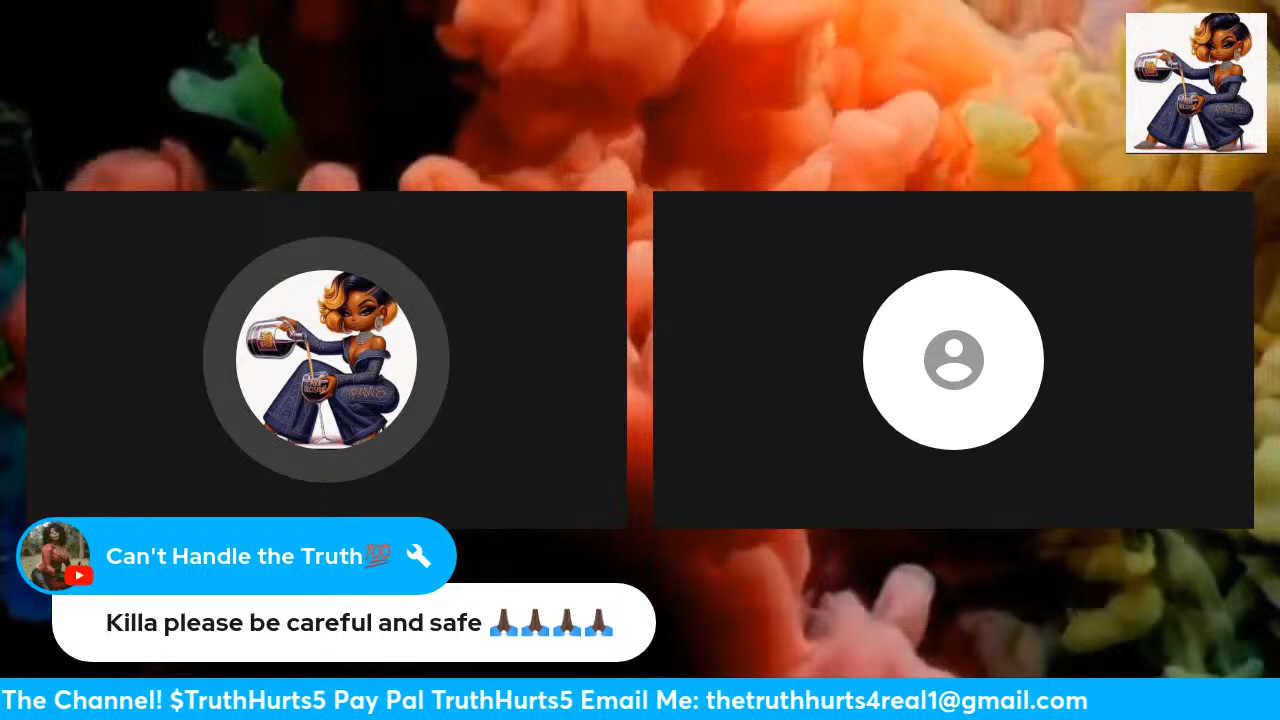 Can't Handle the Truth💯
Killa please be careful and safe 🙏🏿🙏🏿🙏🏿🙏🏿
The Channel! $TruthHurts5 Pay Pal TruthHurts5 Email Me: thetruthhurts4real1@gmail.com